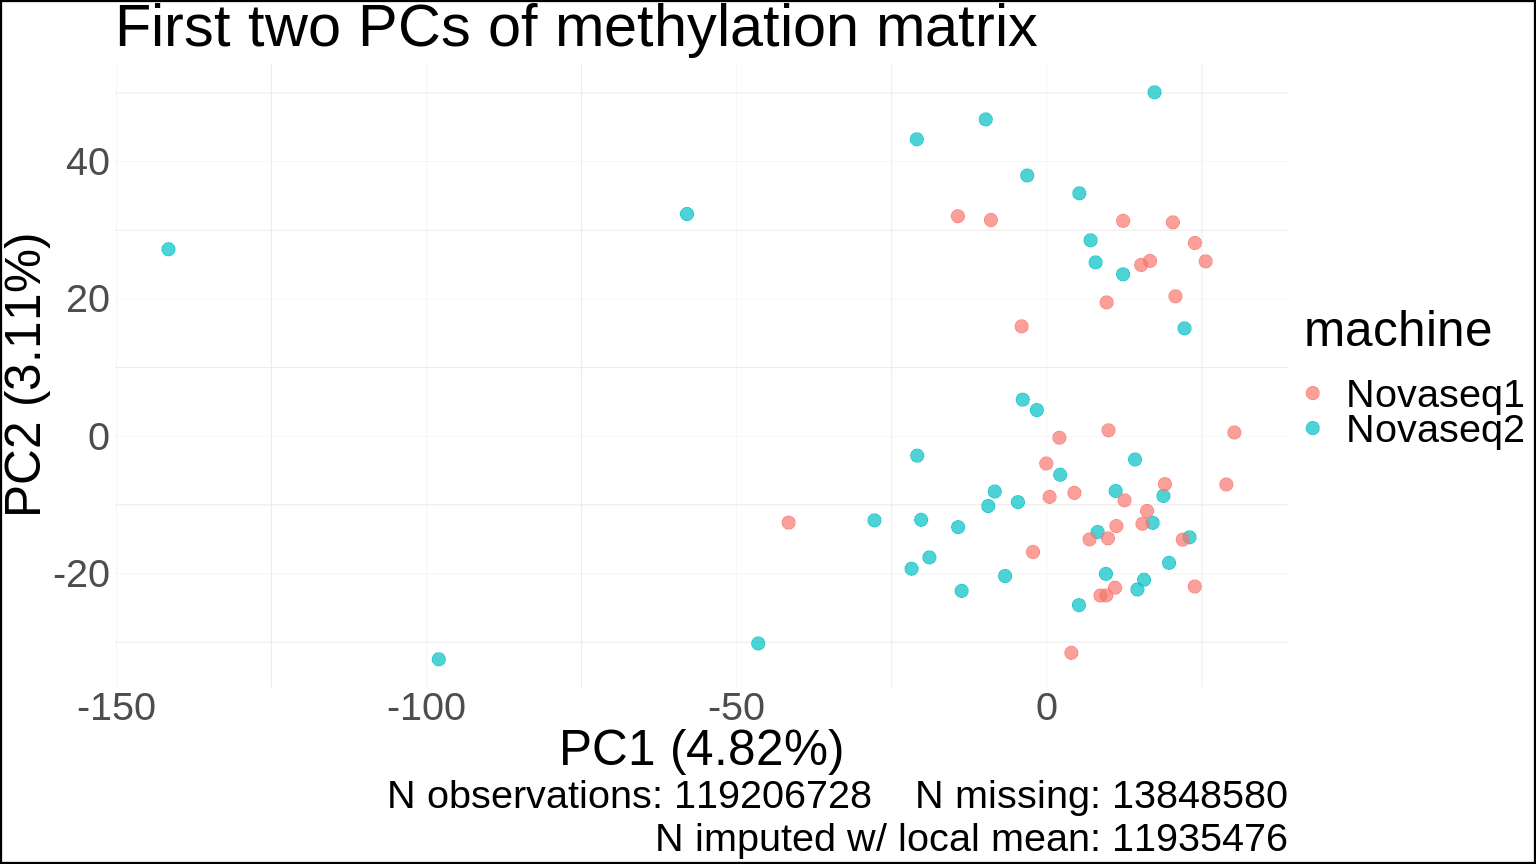 First two PCs of methylation matrix
40
20
0
-20
PC2 (3.11%)
-150 -100 -50 0
PC1 (4.82%)
machine
Novaseq1
Novaseq2
N observations: 119206728 N missing: 13848580
N imputed w/ local mean: 11935476